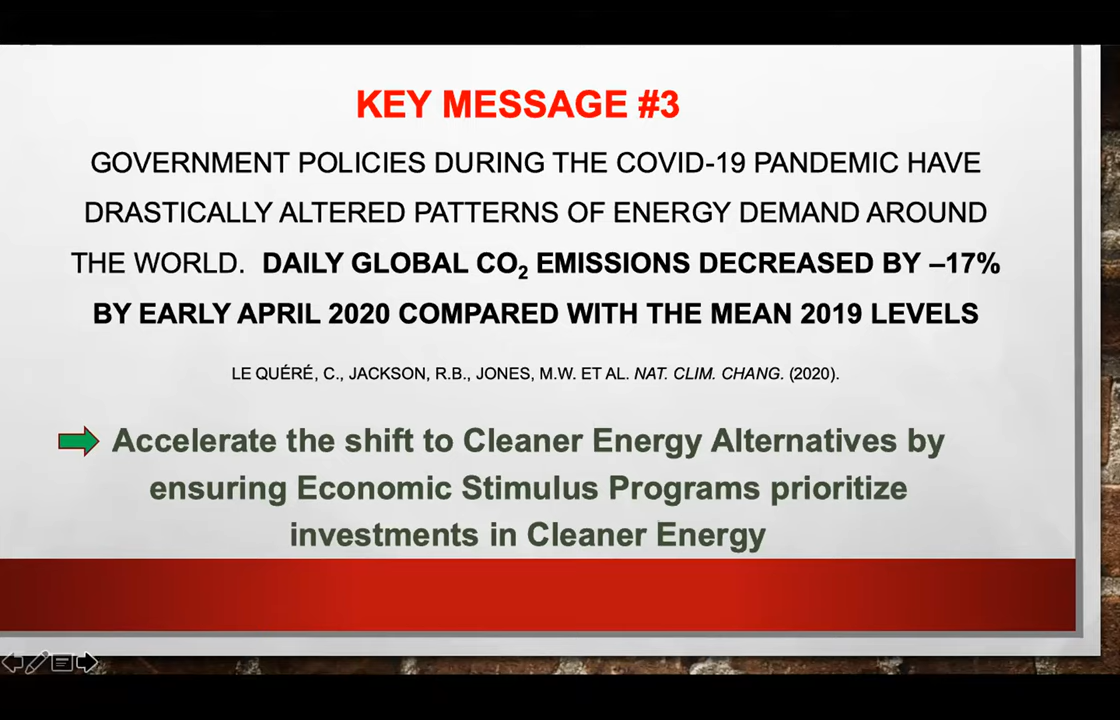 KEY MESSAGE #3
GOVERNMENT POLICIES DURING THE COVID-19 PANDEMIC HAVE
DRASTICALLY ALTERED PATTERNS OF ENERGY DEMAND AROUND
THE WORLD. DAILY GLOBAL CO₂ EMISSIONS DECREASED BY –17%
BY EARLY APRIL 2020 COMPARED WITH THE MEAN 2019 LEVELS
LE QUÉRÉ, C., JACKSON, R.B., JONES, M.W. ET AL. NAT. CLIM. CHANG. (2020).
Accelerate the shift to Cleaner Energy Alternatives by
ensuring Economic Stimulus Programs prioritize
investments in Cleaner Energy